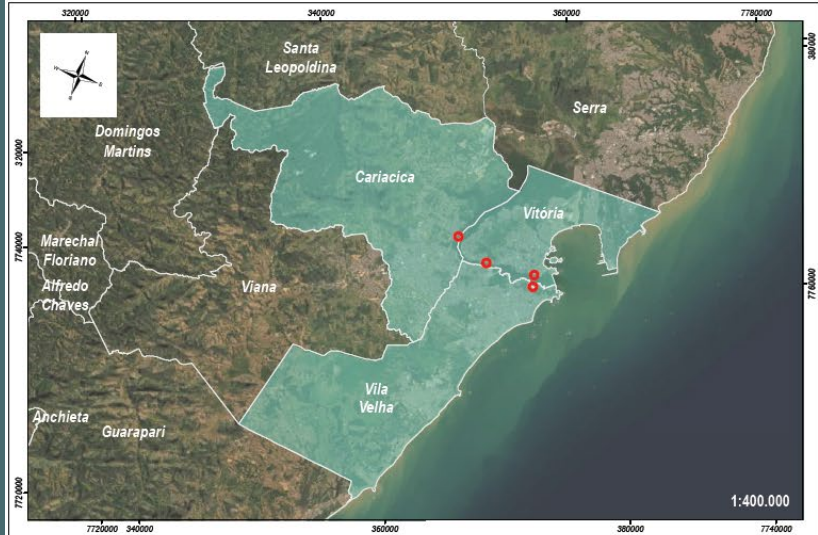 320000
340000
360000
7780000
N
Santa
Leopoldina
380000
Serra
Domingos
Martins
320000
Cariacica
Vitória
Marechal
Floriano
7740000
Alfredo
Chaves
Viana
7760000
Vila
Velha
Anchieta
Guarapari
7720000
1:400.000
7720000
340000
360000
380000
7740000